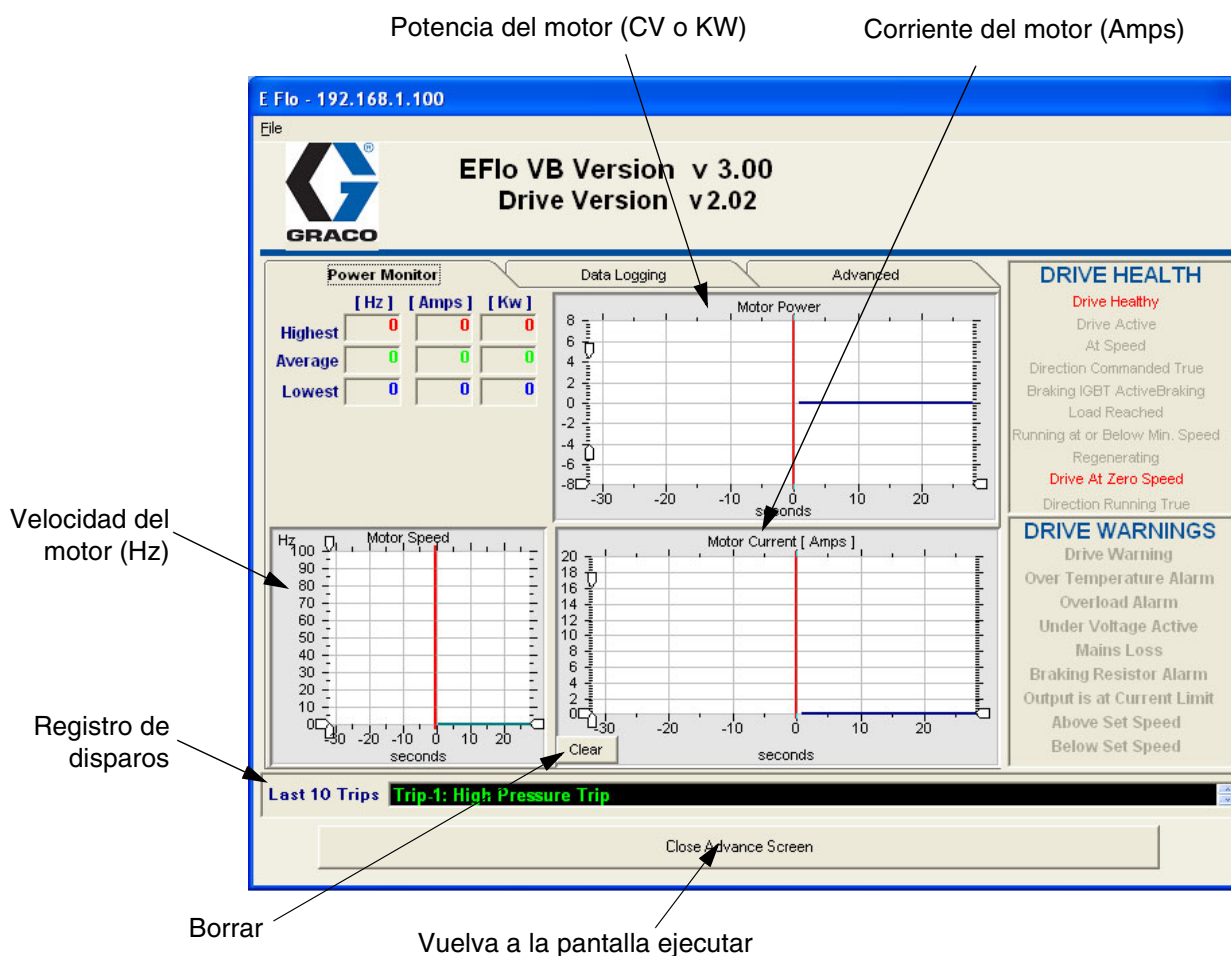 Potencia del motor (CV o KW)
Corriente del motor (Amps)
E Flo - 192.168.1.100
File
GRACO
®
EFlo VB Version v 3.00
Drive Version v 2.02
Power Monitor
Data Logging
Advanced
[ Hz ] [ Amps ] [ Kw ]
Highest 0 0 0
Average 0 0 0
Lowest 0 0 0
Motor Power
8
6
4
2
0
-2
-4
-6
-8
-30 -20 -10 0 10 20
seconds
DRIVE HEALTH
Drive Healthy
Drive Active
At Speed
Direction Commanded True
Braking IGBT ActiveBraking
Load Reached
Running at or Below Min. Speed
Regenerating
Drive At Zero Speed
Direction Running True
Velocidad del
motor (Hz)
Hz
Motor Speed
100
90
80
70
60
50
40
30
20
10
0
-30 -20 -10 0 10 20
seconds
Motor Current [ Amps ]
20
18
16
14
12
10
8
6
4
2
0
-30 -20 -10 0 10 20
seconds
Clear
DRIVE WARNINGS
Drive Warning
Over Temperature Alarm
Overload Alarm
Under Voltage Active
Mains Loss
Braking Resistor Alarm
Output is at Current Limit
Above Set Speed
Below Set Speed
Registro de
disparos
Last 10 Trips Trip-1: High Pressure Trip
Close Advance Screen
Borrar
Vuelva a la pantalla ejecutar